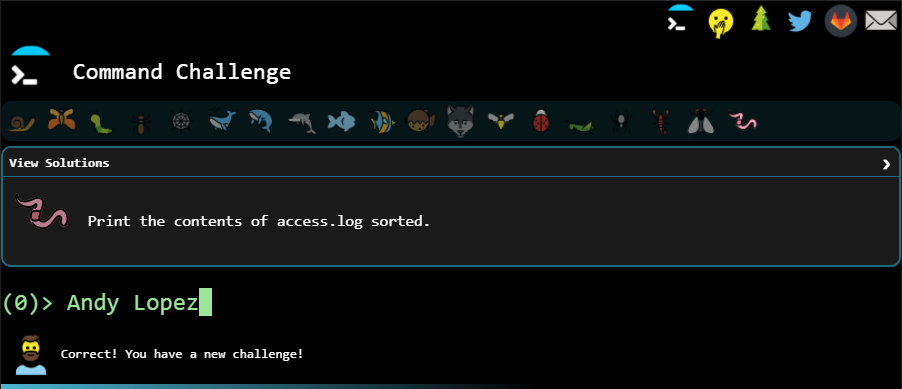 Command Challenge
View Solutions
Print the contents of access.log sorted.
(0)> Andy Lopez
Correct! You have a new challenge!